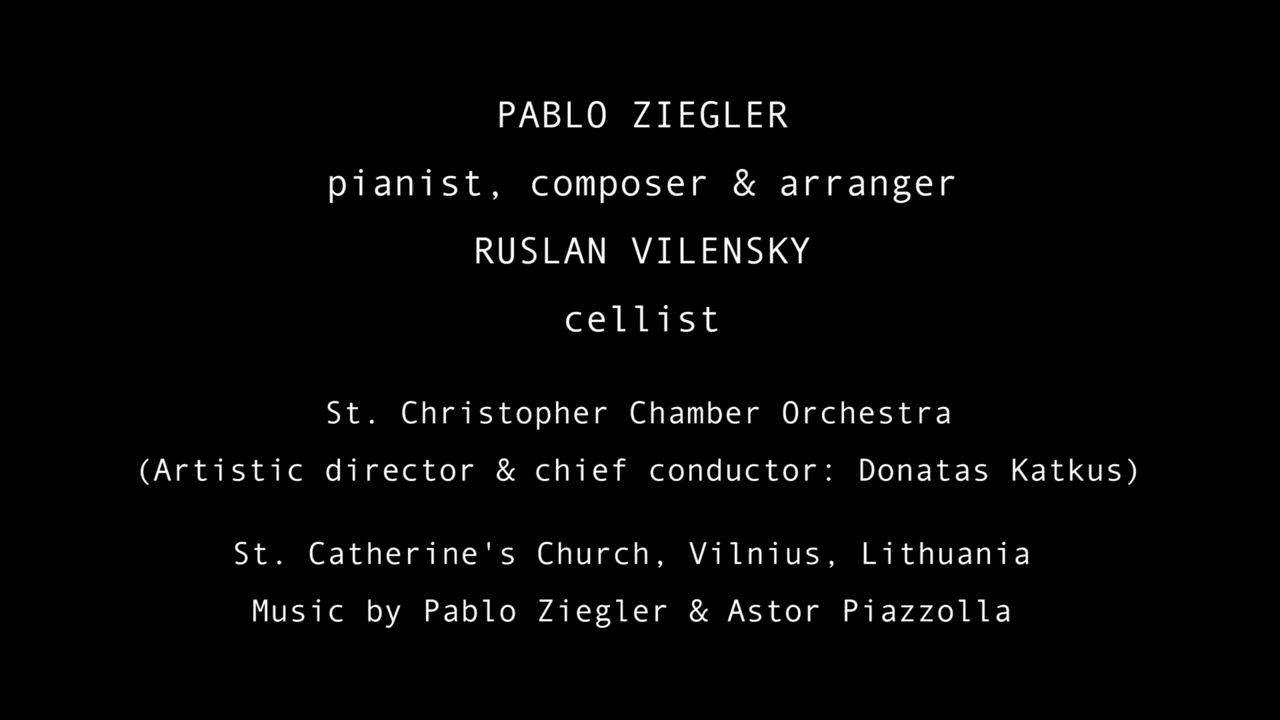 PABLO ZIEGLER
pianist, composer & arranger
RUSLAN VILENSKY
cellist
St. Christopher Chamber Orchestra
(Artistic director & chief conductor: Donatas Katkus)
St. Catherine's Church, Vilnius, Lithuania
Music by Pablo Ziegler & Astor Piazzolla